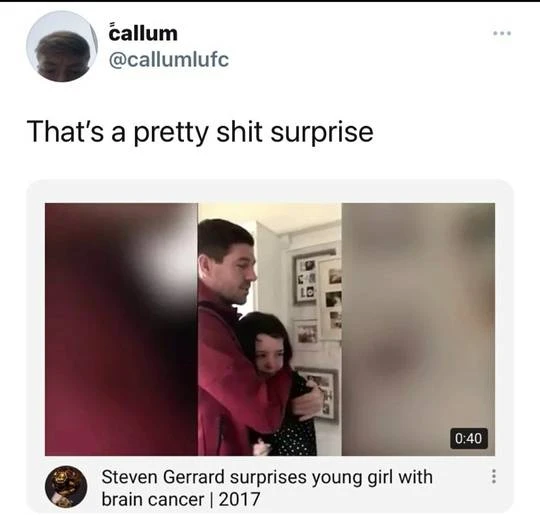 callum
@callumlufc
That's a pretty shit surprise
0:40
Steven Gerrard surprises young girl with
brain cancer | 2017